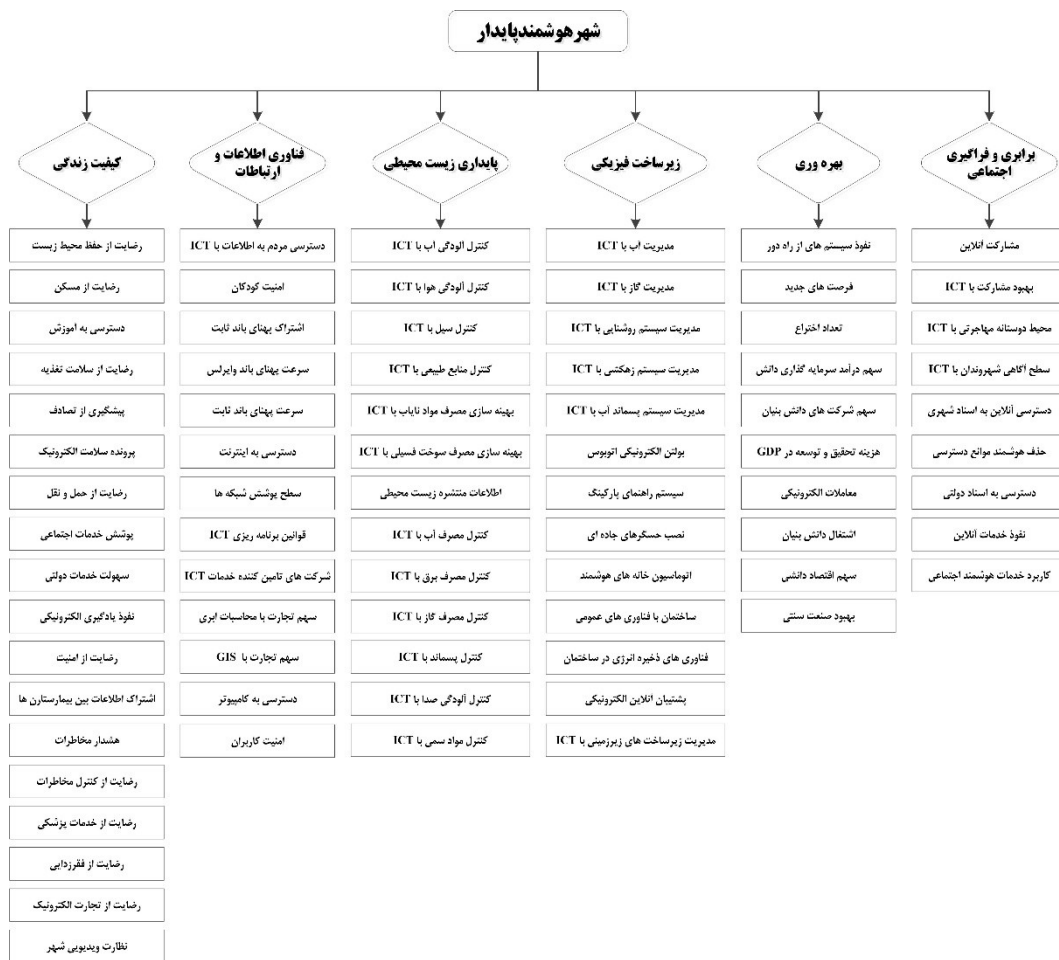 شهر هوشمند پایدار
برابری و فراگیری
اجتماعی
مشارکت آنلاین
بهبود مشارکت با ICT
محیط دوستانه مهاجرتی با ICT
سطح آگاهی شهروندان با ICT
دسترسی آنلاین به اسناد شهری
حذف هوشمند موانع دسترسی
دسترسی به اسناد دولتی
نفوذ خدمات آنلاین
کاربرد خدمات هوشمند اجتماعی
بهره وری
نفوذ سیستم های از راه دور
فرصت های جدید
تعداد اختراع
سهم درآمد سرمایه گذاری دانش
سهم شرکت های دانش بنیان
هزینه تحقیق و توسعه در GDP
معاملات الکترونیکی
اشتغال دانش بنیان
سهم اقتصاد دانشی
بهبود صنعت سنتی
زیرساخت فیزیکی
مدیریت آب با ICT
مدیریت گاز با ICT
مدیریت سیستم روشنایی با ICT
مدیریت سیستم زهکشی با ICT
مدیریت سیستم پسماند آب با ICT
بولتن الکترونیکی اتوبوس
سیستم راهنمای پارکینگ
نصب حسگرهای جاده ای
اتوماسیون خانه های هوشمند
ساختمان با فناوری های عمومی
فناوری های ذخیره انرژی در ساختمان
پشتیبان آنلاین الکترونیکی
مدیریت زیرساخت های زیرزمینی با ICT
پایداری زیست محیطی
کنترل آلودگی آب با ICT
کنترل آلودگی هوا با ICT
کنترل سیل با ICT
کنترل منابع طبیعی با ICT
بهینه سازی مصرف مواد نایاب با ICT
بهینه سازی مصرف سوخت فسیلی با ICT
اطلاعات منتشره زیست محیطی
کنترل مصرف آب با ICT
کنترل مصرف برق با ICT
کنترل مصرف گاز با ICT
کنترل پسماند با ICT
کنترل آلودگی صدا با ICT
کنترل مواد سمی با ICT
فناوری اطلاعات و
ارتباطات
دسترسی مردم به اطلاعات با ICT
امنیت کودکان
اشتراک پهنای باند ثابت
سرعت پهنای باند وایرلس
سرعت پهنای باند ثابت
دسترسی به اینترنت
سطح پوشش شبکه ها
قوانین برنامه ریزی ICT
شرکت های تامین کننده خدمات ICT
سهم تجارت با محاسبات ابری
سهم تجارت با GIS
دسترسی به کامپیوتر
امنیت کاربران
کیفیت زندگی
رضایت از حفظ محیط زیست
رضایت از مسکن
دسترسی به آموزش
رضایت از سلامت تغذیه
پیشگیری از تصادف
پرونده سلامت الکترونیک
رضایت از حمل و نقل
پوشش خدمات اجتماعی
سهولت خدمات دولتی
نفوذ یادگیری الکترونیکی
رضایت از امنیت
اشتراک اطلاعات بین بیمارستارن ها
هشدار مخاطرات
رضایت از کنترل مخاطرات
رضایت از خدمات پزشکی
رضایت از فقرزدایی
رضایت از تجارت الکترونیک
نظارت ویدیویی شهر